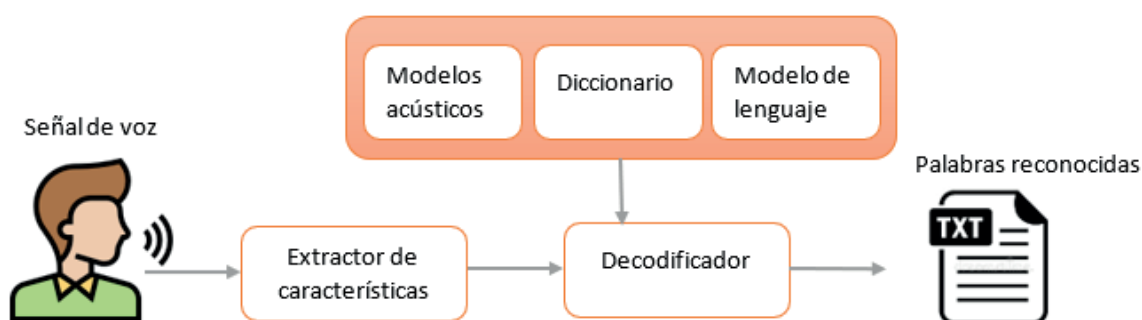 Modelos
acústicos
Diccionario
Modelo de
lenguaje
Señal de voz
Palabras reconocidas
TXT
Extractor de
características
Decodificador